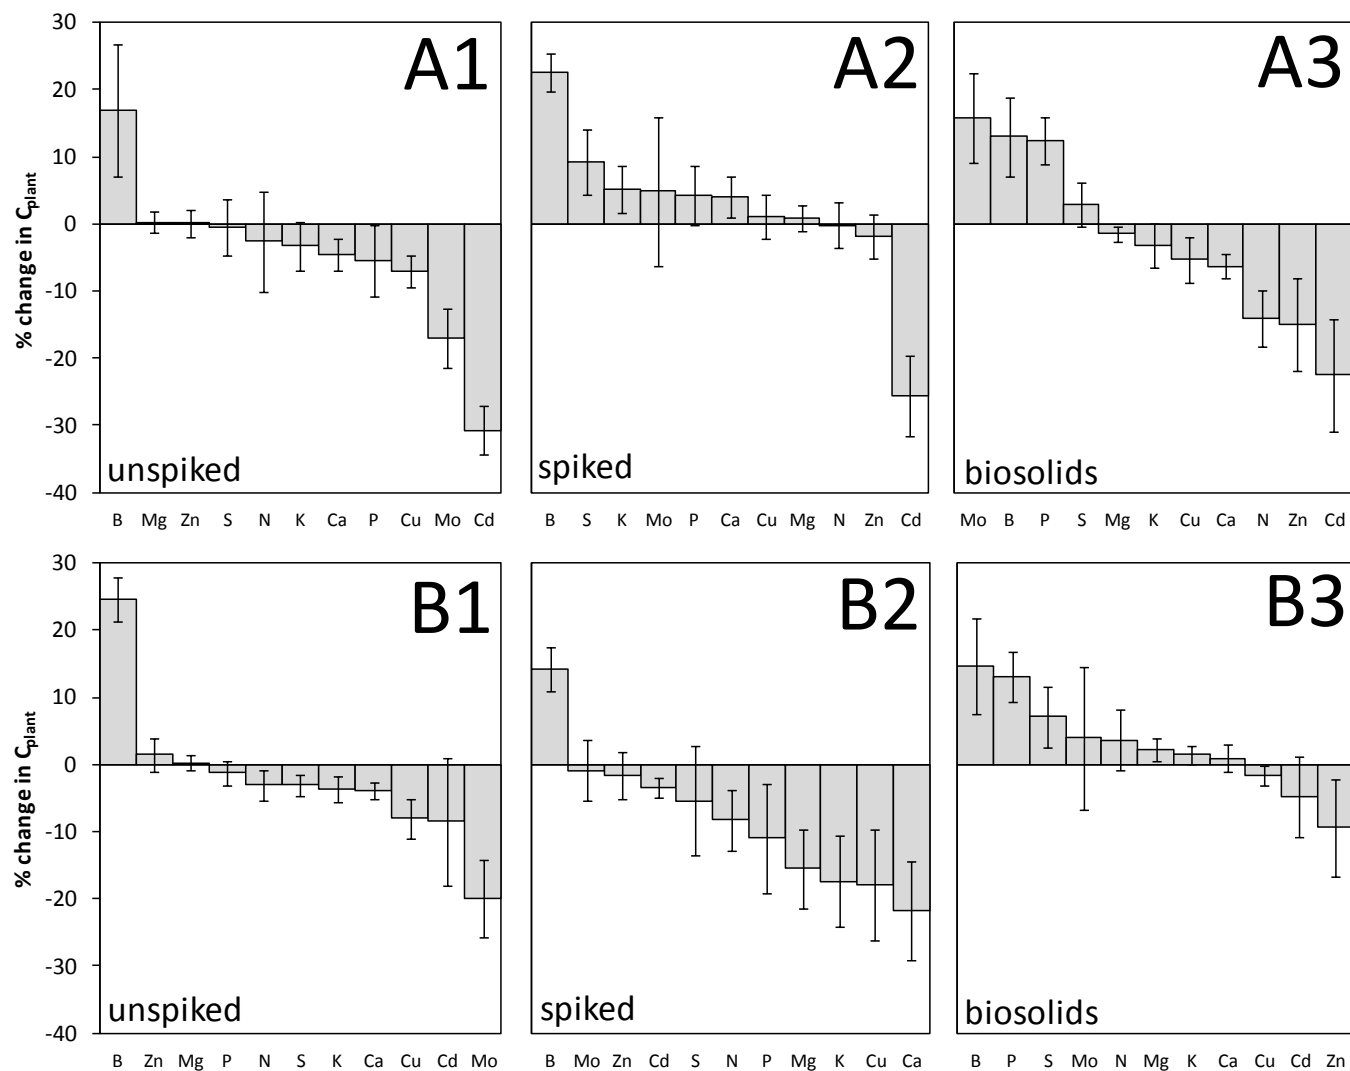 30
20
10
0
-10
-20
-30
-40
% change in Cplant
A1
unspiked
B Mg Zn S N K Ca P Cu Mo Cd
A2
spiked
B S K Mo P Ca Cu Mg N Zn Cd
A3
biosolids
Mo B P S Mg K Cu Ca N Zn Cd
30
20
10
0
-10
-20
-30
-40
% change in Cplant
B1
unspiked
B Zn Mg P N S K Ca Cu Cd Mo
B2
spiked
B Mo Zn Cd S N P Mg K Cu Ca
B3
biosolids
B P S Mo N Mg K Ca Cu Cd Zn